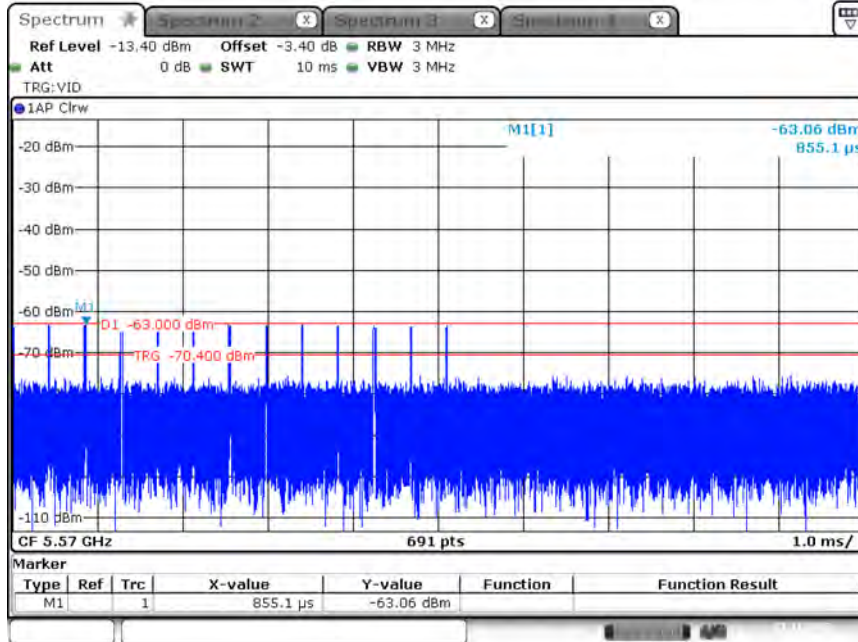 Spectrum Spectrum 2 X Spectrum 3 X X
Ref Level -13.40 dBm Offset -3.40 dB RBW 3 MHz
Att 0 dB SWT 10 ms VBW 3 MHz
TRG:VID
1AP Clrw
M1[1] -63.06 dBm
855.1 µs
-20 dBm
-30 dBm
-40 dBm
-50 dBm
-60 dBm
M1
D1 -63.000 dBm
-70 dBm
TRG -70.400 dBm
-110 dBm
CF 5.57 GHz 691 pts 1.0 ms/
Marker
Type Ref Trc X-value Y-value Function Function Result
M1 1 855.1 µs -63.06 dBm